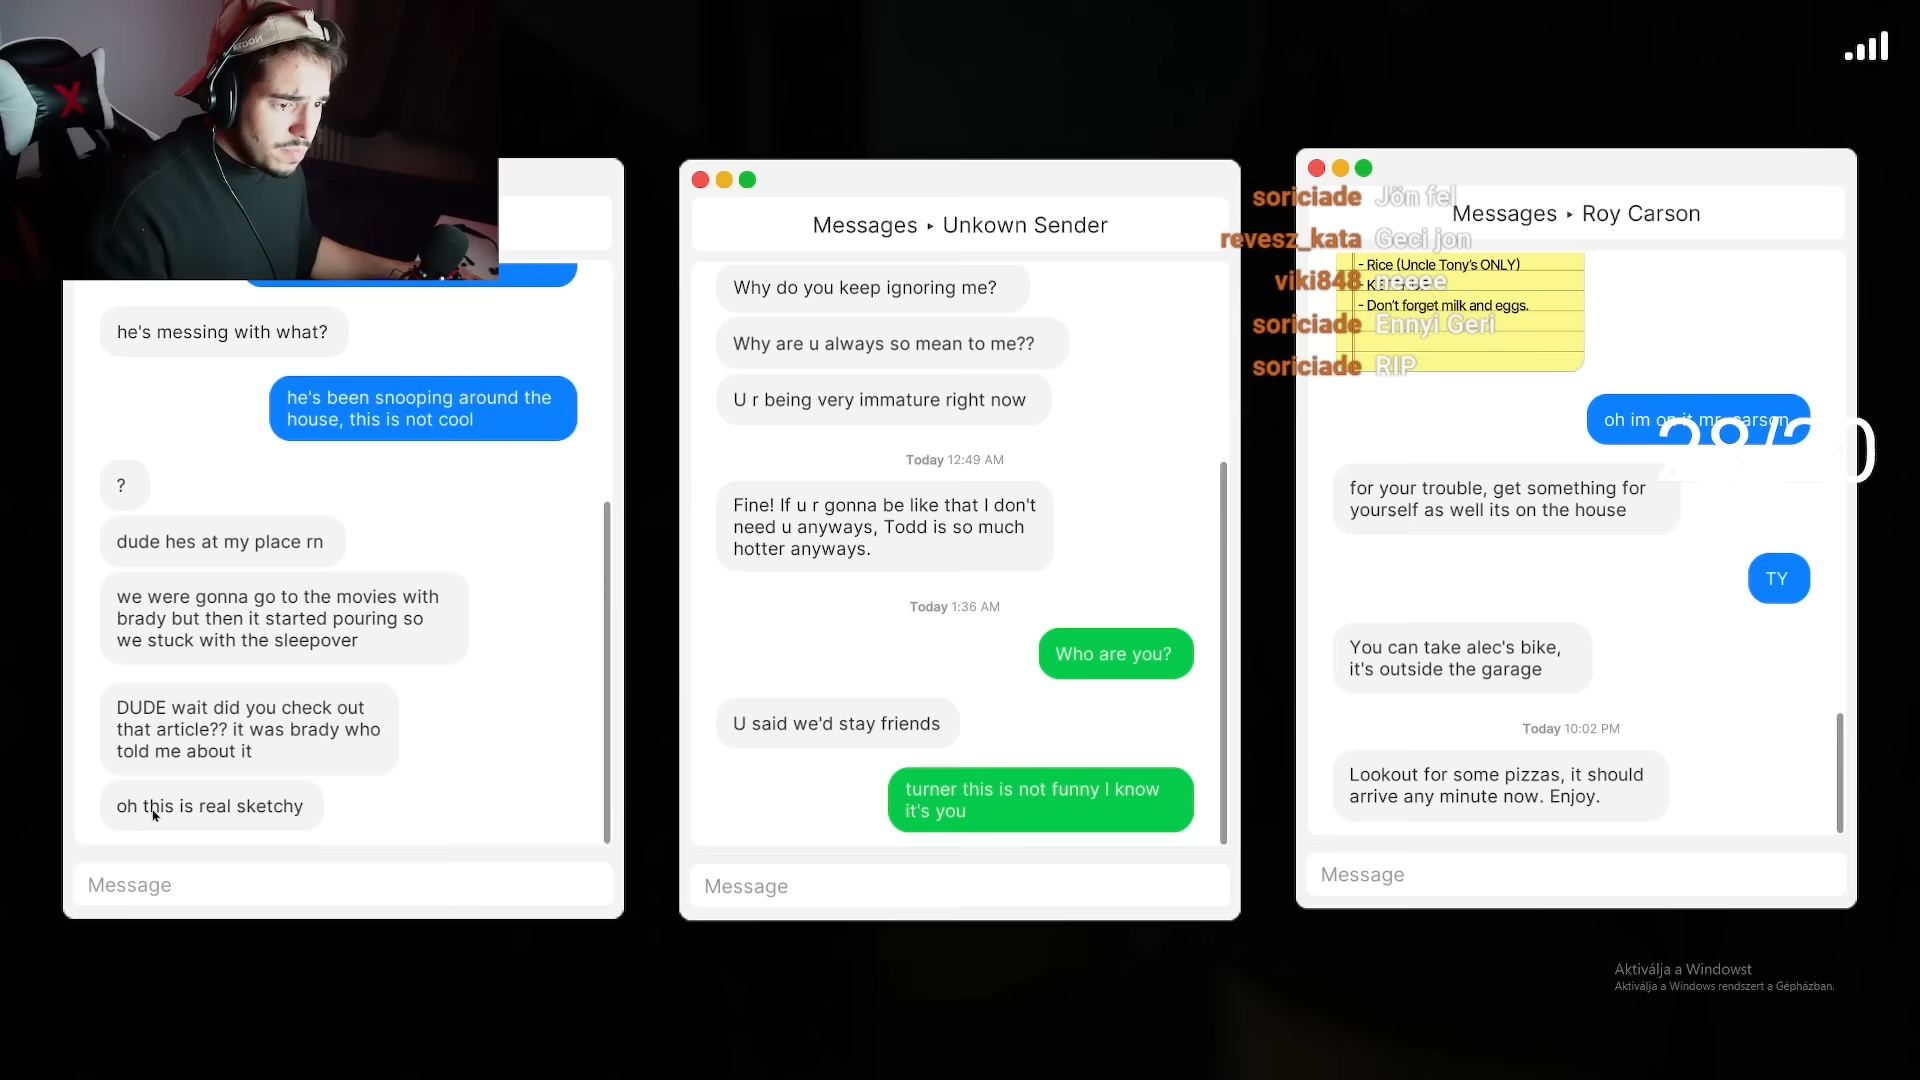 he's messing with what?
he's been snooping around the
house, this is not cool
?
dude hes at my place rn
we were gonna go to the movies with
brady but then it started pouring so
we stuck with the sleepover
DUDE wait did you check out
that article?? it was brady who
told me about it
oh this is real sketchy
Message
Messages ▸ Unkown Sender
Why do you keep ignoring me?
Why are u always so mean to me??
U r being very immature right now
Today 12:49 AM
Fine! If u r gonna be like that I don't
need u anyways, Todd is so much
hotter anyways.
Today 1:36 AM
Who are you?
U said we'd stay friends
turner this is not funny I know
it's you
Message
soriciade Jön fel
revesz_kata Geci jon
viki848 neeee
soriciade Ennyi Geri
soriciade RIP
Messages ▸ Roy Carson
- Rice (Uncle Tony's ONLY)
- Don't forget milk and eggs.
oh im on it mr. carson
28/20
for your trouble, get something for
yourself as well its on the house
TY
You can take alec's bike,
it's outside the garage
Today 10:02 PM
Lookout for some pizzas, it should
arrive any minute now. Enjoy.
Message
Aktiválja a Windowst
Aktiválja a Windows rendszert a Gépházban.